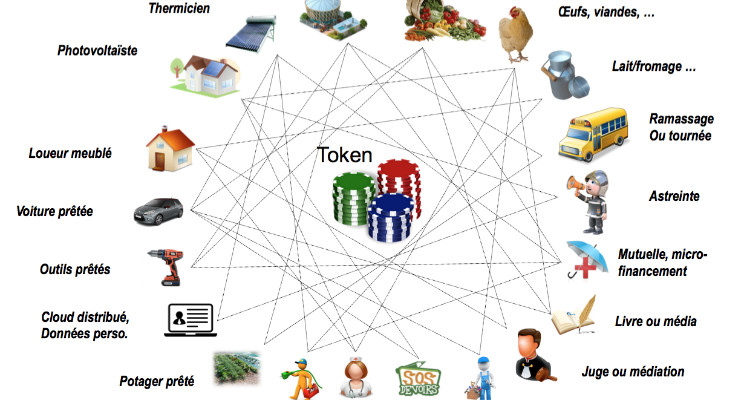 Thermicien
Œufs, viandes, ...
Photovoltaïste
Lait/fromage ...
Ramassage
Ou tournée
Loueur meublé
Token
Astreinte
Voiture prêtée
Mutuelle, micro-
financement
Outils prêtés
Cloud distribué,
Données perso.
Livre ou média
Juge ou médiation
Potager prêté
SOS
DEVOIRS